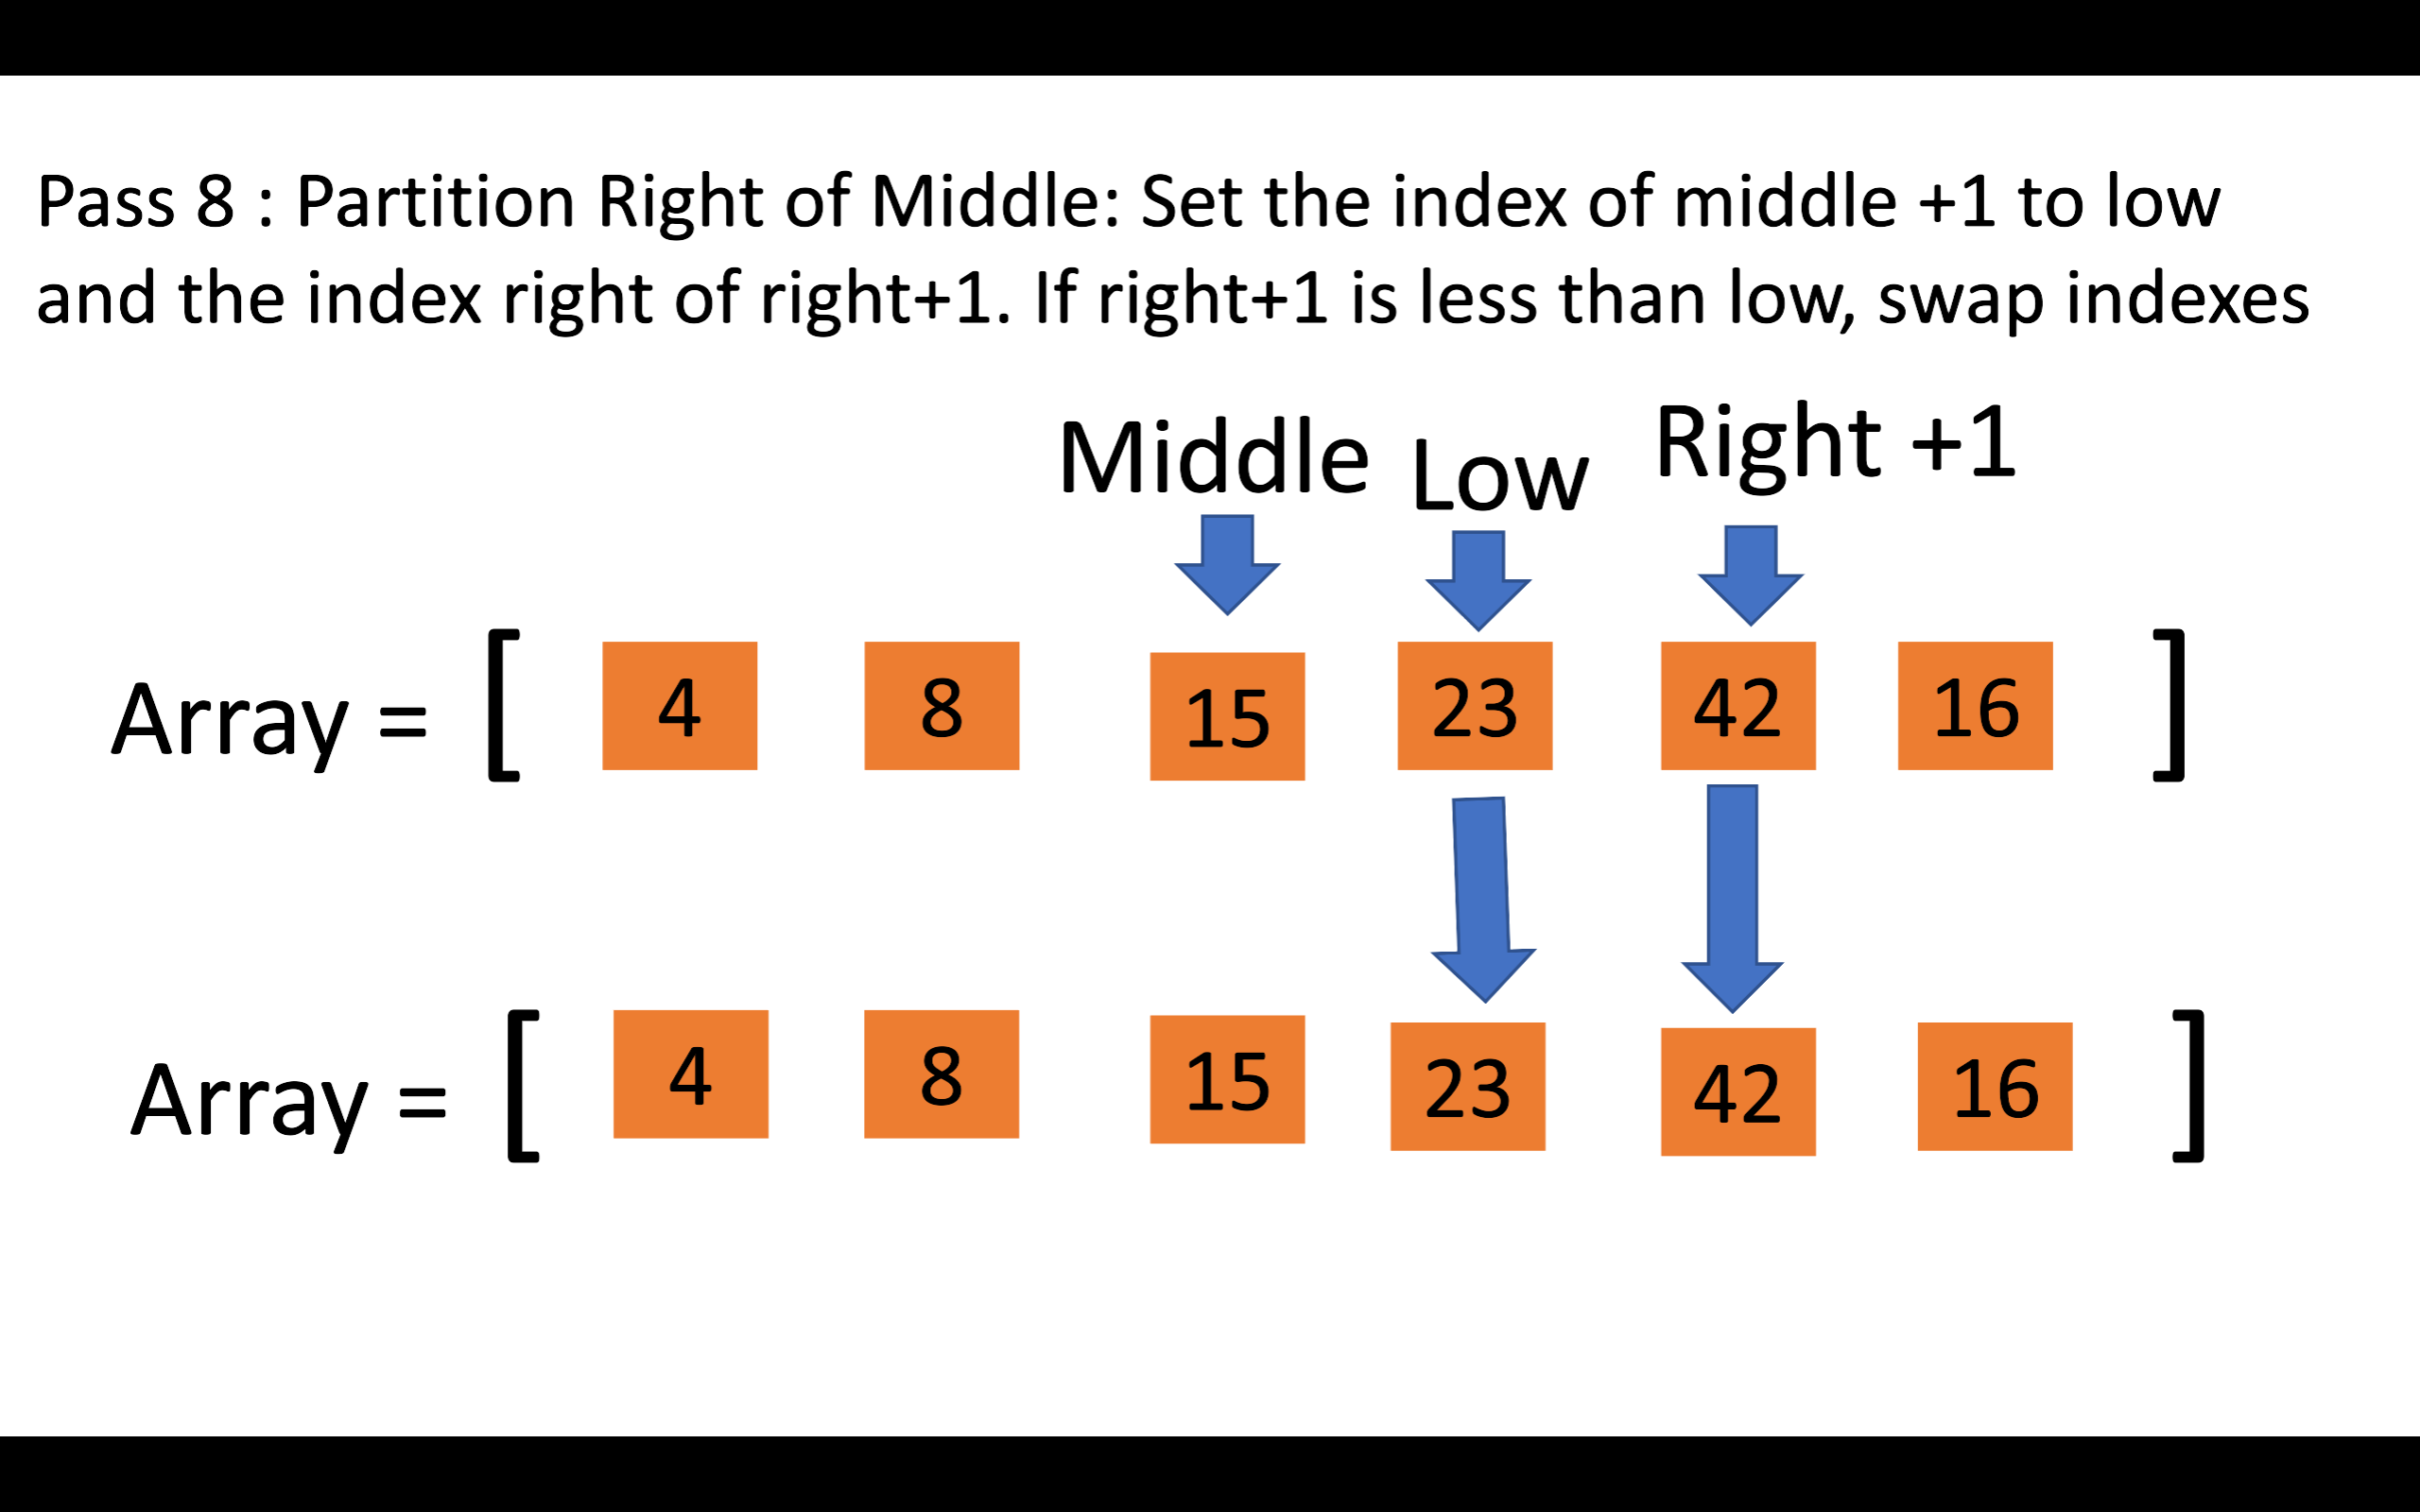 Pass 8 : Partition Right of Middle: Set the index of middle +1 to low
and the index right of right+1. If right+1 is less than low, swap indexes
Middle Low Right +1
Array = [ 4 8 15 23 42 16 ]
Array = [ 4 8 15 23 42 16 ]